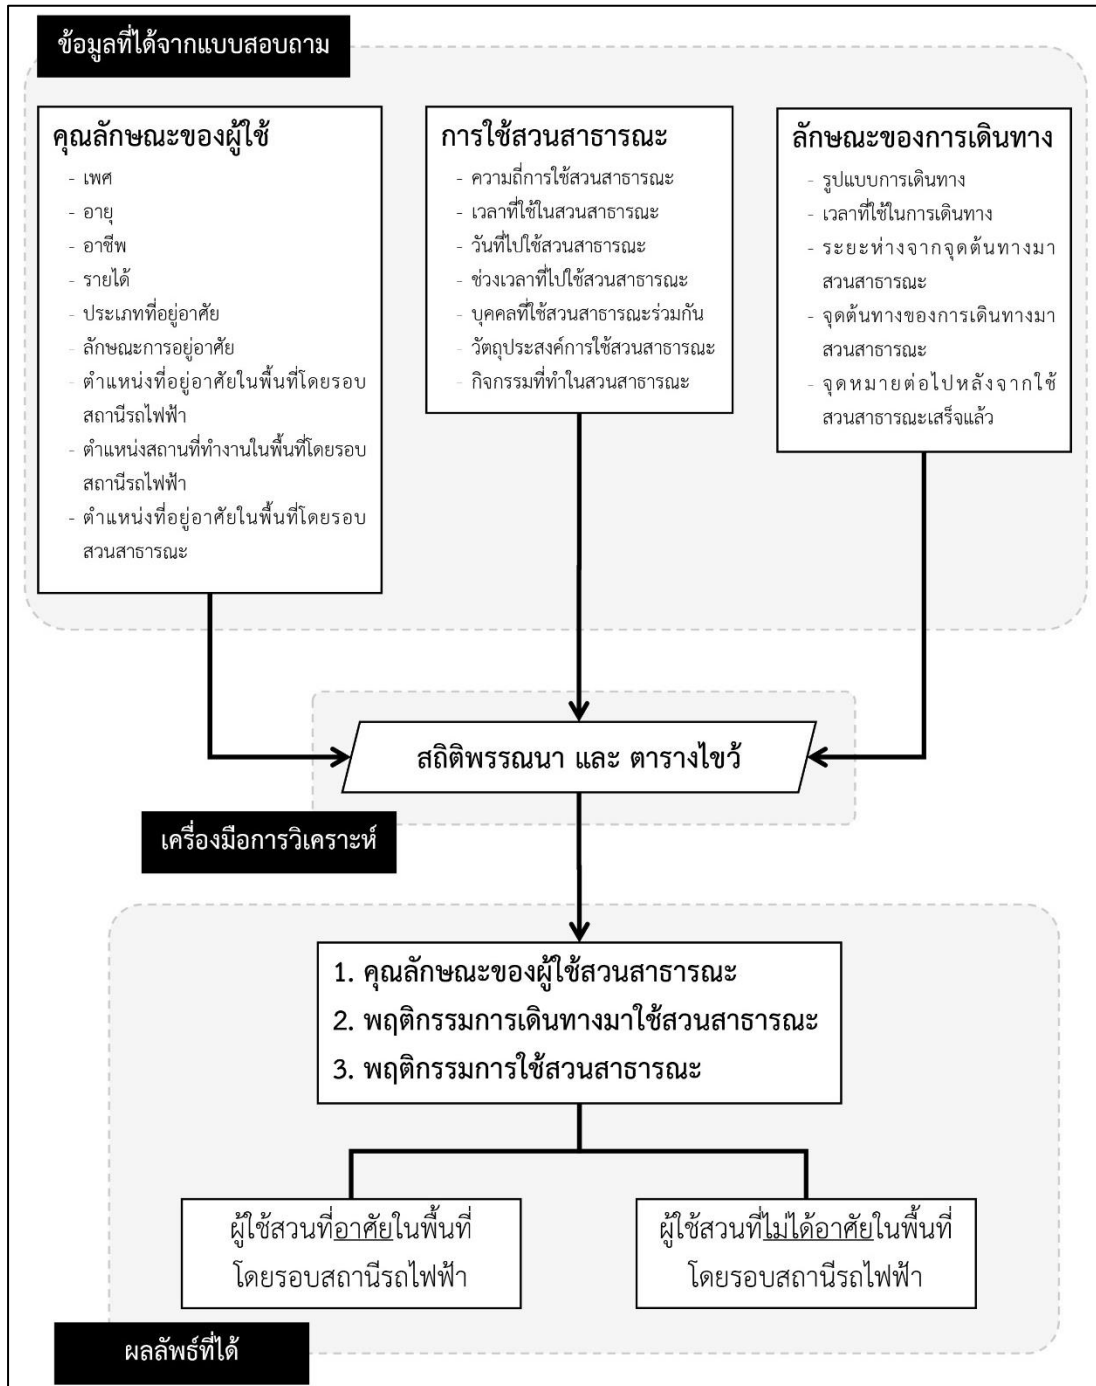 ข้อมูลที่ได้จากแบบสอบถาม
คุณลักษณะของผู้ใช้
- เพศ
- อายุ
- อาชีพ
- รายได้
- ประเภทที่อยู่อาศัย
- ลักษณะการอยู่อาศัย
- ตำแหน่งที่อยู่อาศัยในพื้นที่โดยรอบ
สถานีรถไฟฟ้า
- ตำแหน่งสถานที่ทำงานในพื้นที่โดยรอบ
สถานีรถไฟฟ้า
- ตำแหน่งที่อยู่อาศัยในพื้นที่โดยรอบ
สวนสาธารณะ
การใช้สวนสาธารณะ
- ความถี่การใช้สวนสาธารณะ
- เวลาที่ใช้ในสวนสาธารณะ
- วันที่ไปใช้สวนสาธารณะ
- ช่วงเวลาที่ไปใช้สวนสาธารณะ
- บุคคลที่ใช้สวนสาธารณะร่วมกัน
- วัตถุประสงค์การใช้สวนสาธารณะ
- กิจกรรมที่ทำในสวนสาธารณะ
ลักษณะของการเดินทาง
- รูปแบบการเดินทาง
- เวลาที่ใช้ในการเดินทาง
- ระยะห่างจากจุดต้นทางมา
สวนสาธารณะ
- จุดต้นทางของการเดินทางมา
สวนสาธารณะ
- จุดหมายต่อไปหลังจากใช้
สวนสาธารณะเสร็จแล้ว
สถิติพรรณนา และ ตารางไขว้
เครื่องมือการวิเคราะห์
1. คุณลักษณะของผู้ใช้สวนสาธารณะ
2. พฤติกรรมการเดินทางมาใช้สวนสาธารณะ
3. พฤติกรรมการใช้สวนสาธารณะ
ผู้ใช้สวนที่อาศัยในพื้นที่
โดยรอบสถานีรถไฟฟ้า
ผู้ใช้สวนที่ไม่ได้อาศัยในพื้นที่
โดยรอบสถานีรถไฟฟ้า
ผลลัพธ์ที่ได้